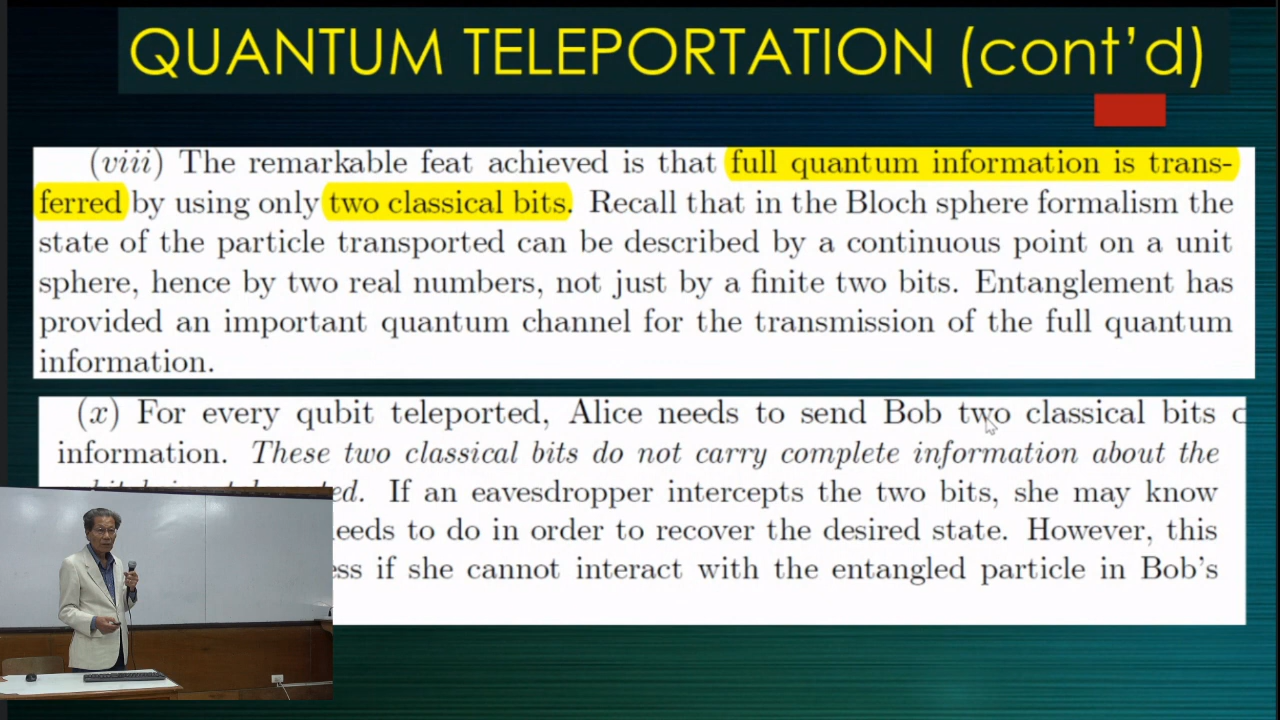 QUANTUM TELEPORTATION (cont'd)
(viii) The remarkable feat achieved is that full quantum information is trans-
ferred by using only two classical bits. Recall that in the Bloch sphere formalism the
state of the particle transported can be described by a continuous point on a unit
sphere, hence by two real numbers, not just by a finite two bits. Entanglement has
provided an important quantum channel for the transmission of the full quantum
information.
(x) For every qubit teleported, Alice needs to send Bob two classical bits
information. These two classical bits do not carry complete information about the
If an eavesdropper intercepts the two bits, she may know
eeds to do in order to recover the desired state. However, this
ess if she cannot interact with the entangled particle in Bob's